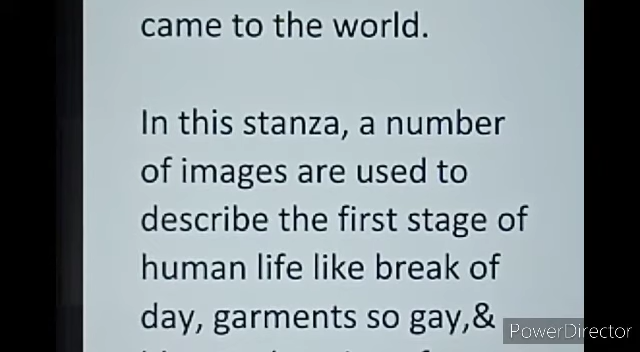 came to the world.
In this stanza, a number
of images are used to
describe the first stage of
human life like break of
day, garments so gay,&
PowerDirector